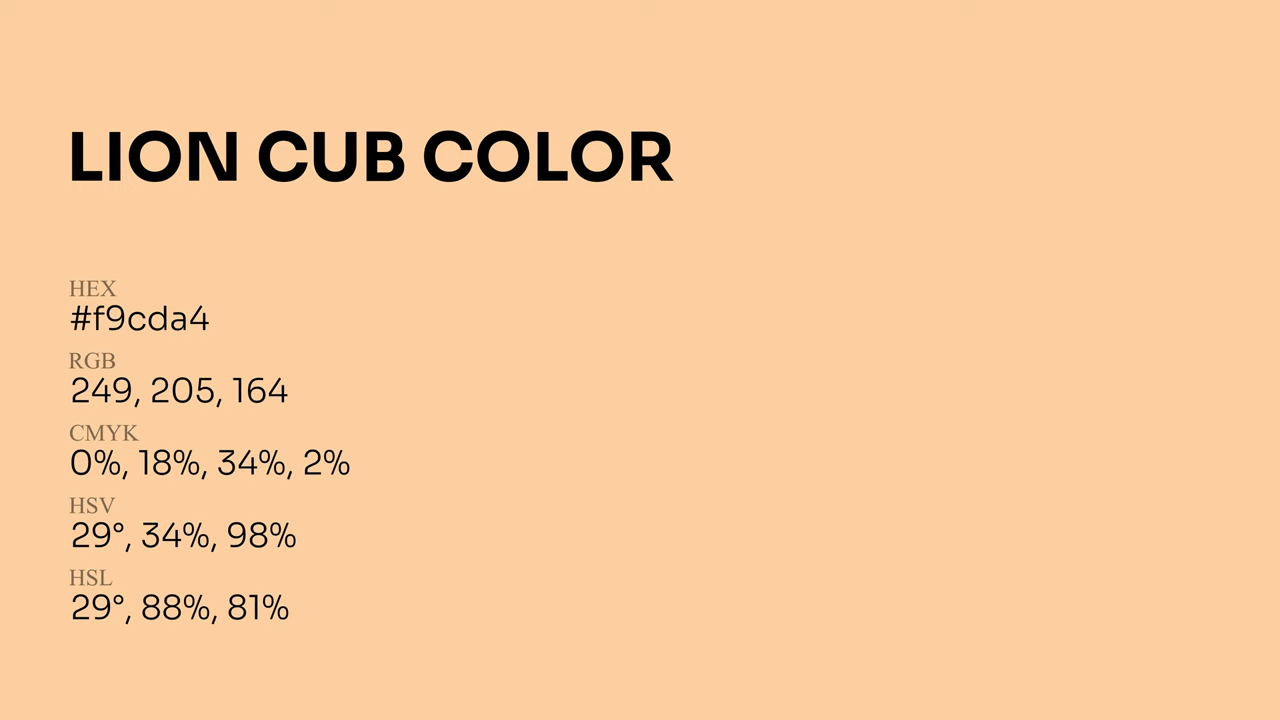 LION CUB COLOR
HEX
#f9cda4
RGB
249, 205, 164
CMYK
0%, 18%, 34%, 2%
HSV
29°, 34%, 98%
HSL
29°, 88%, 81%